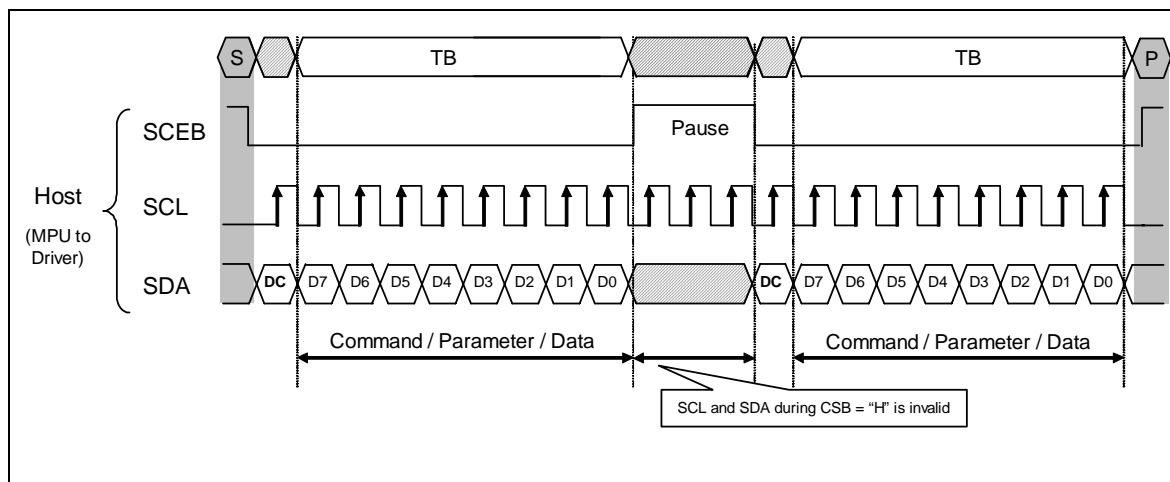 S TB TB P
SCEB Pause
Host
(MPU to
Driver)
SCL
SDA DC D7 D6 D5 D4 D3 D2 D1 D0 DC D7 D6 D5 D4 D3 D2 D1 D0
Command / Parameter / Data Command / Parameter / Data
SCL and SDA during CSB = “H” is invalid